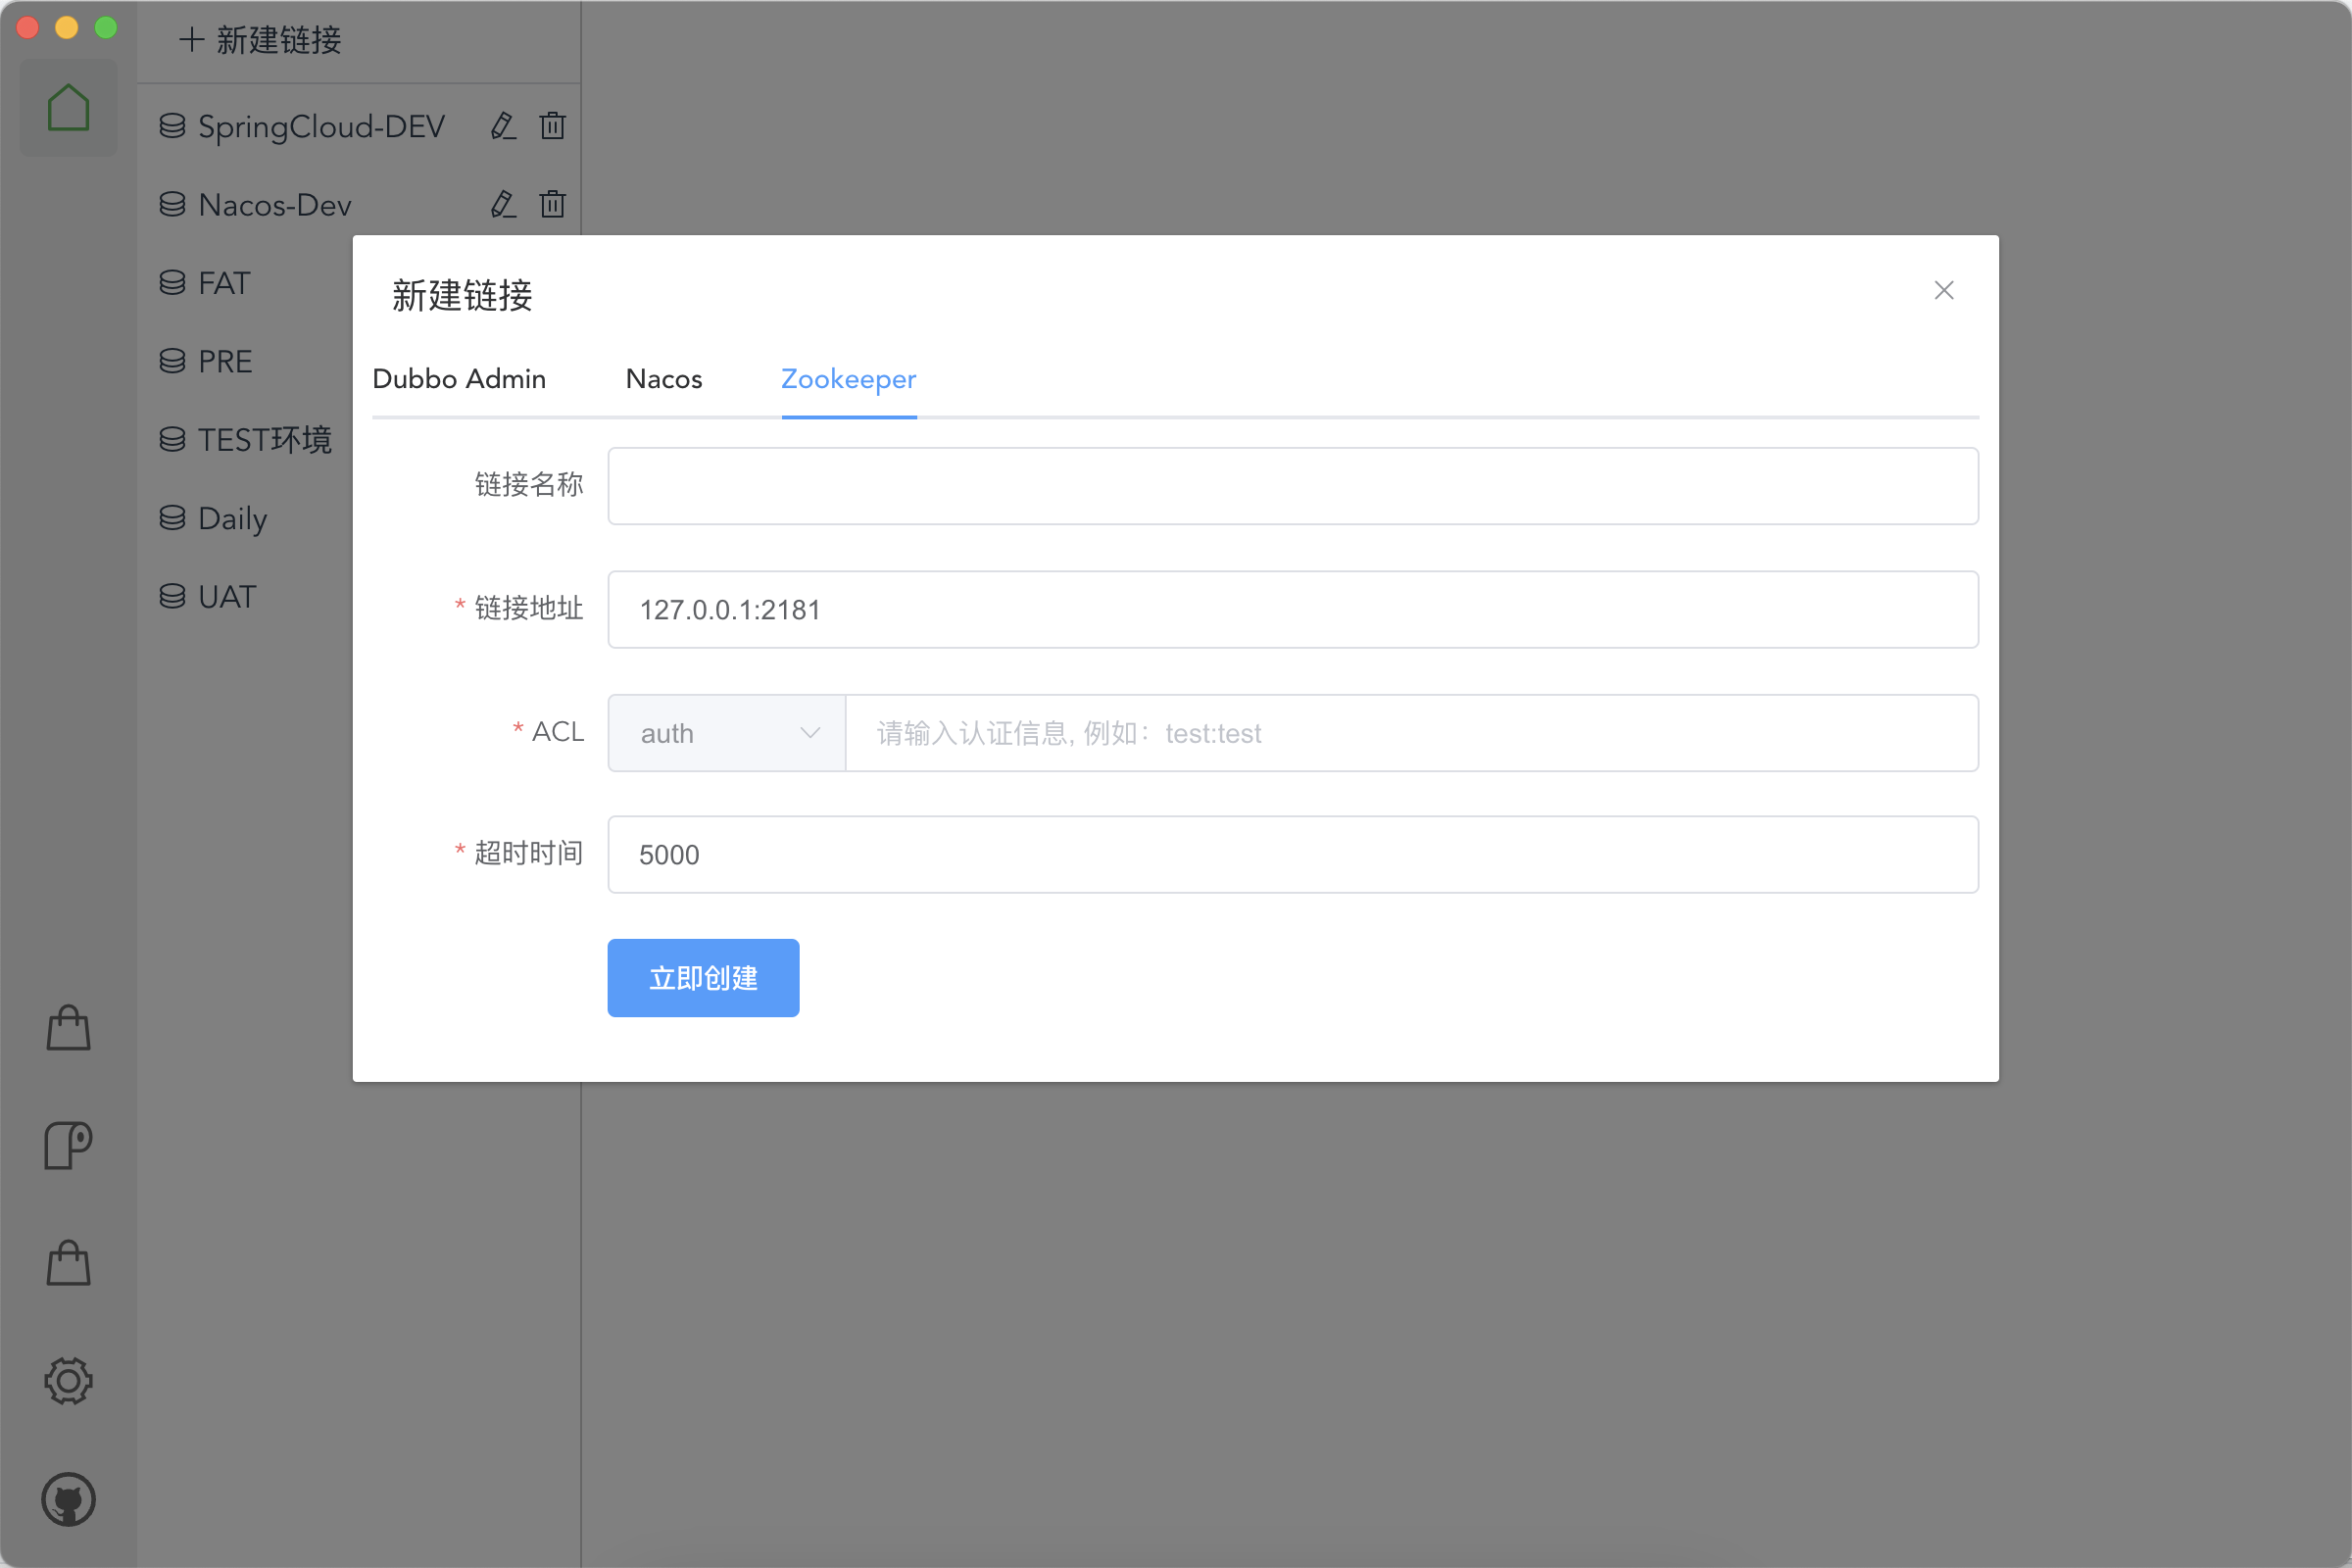 新建链接
SpringCloud-DEV
Nacos-Dev
FAT
PRE
TEST环境
Daily
UAT
新建链接
Dubbo Admin Nacos Zookeeper
链接名称
* 链接地址 127.0.0.1:2181
* ACL auth 请输入认证信息, 例如：test:test
* 超时时间 5000
立即创建